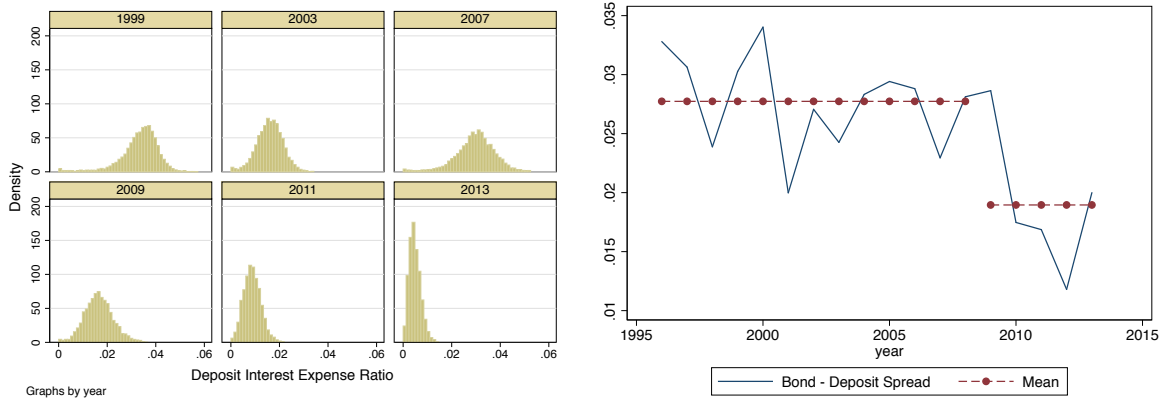 1999 2003 2007
200
150
100
50
0
2009 2011 2013
200
150
100
50
0
Density
0 .02 .04 .06 0 .02 .04 .06 0 .02 .04 .06
Deposit Interest Expense Ratio
Graphs by year
.035
.03
.025
.02
.015
.01
1995 2000 2005 2010 2015
year
Bond - Deposit Spread Mean